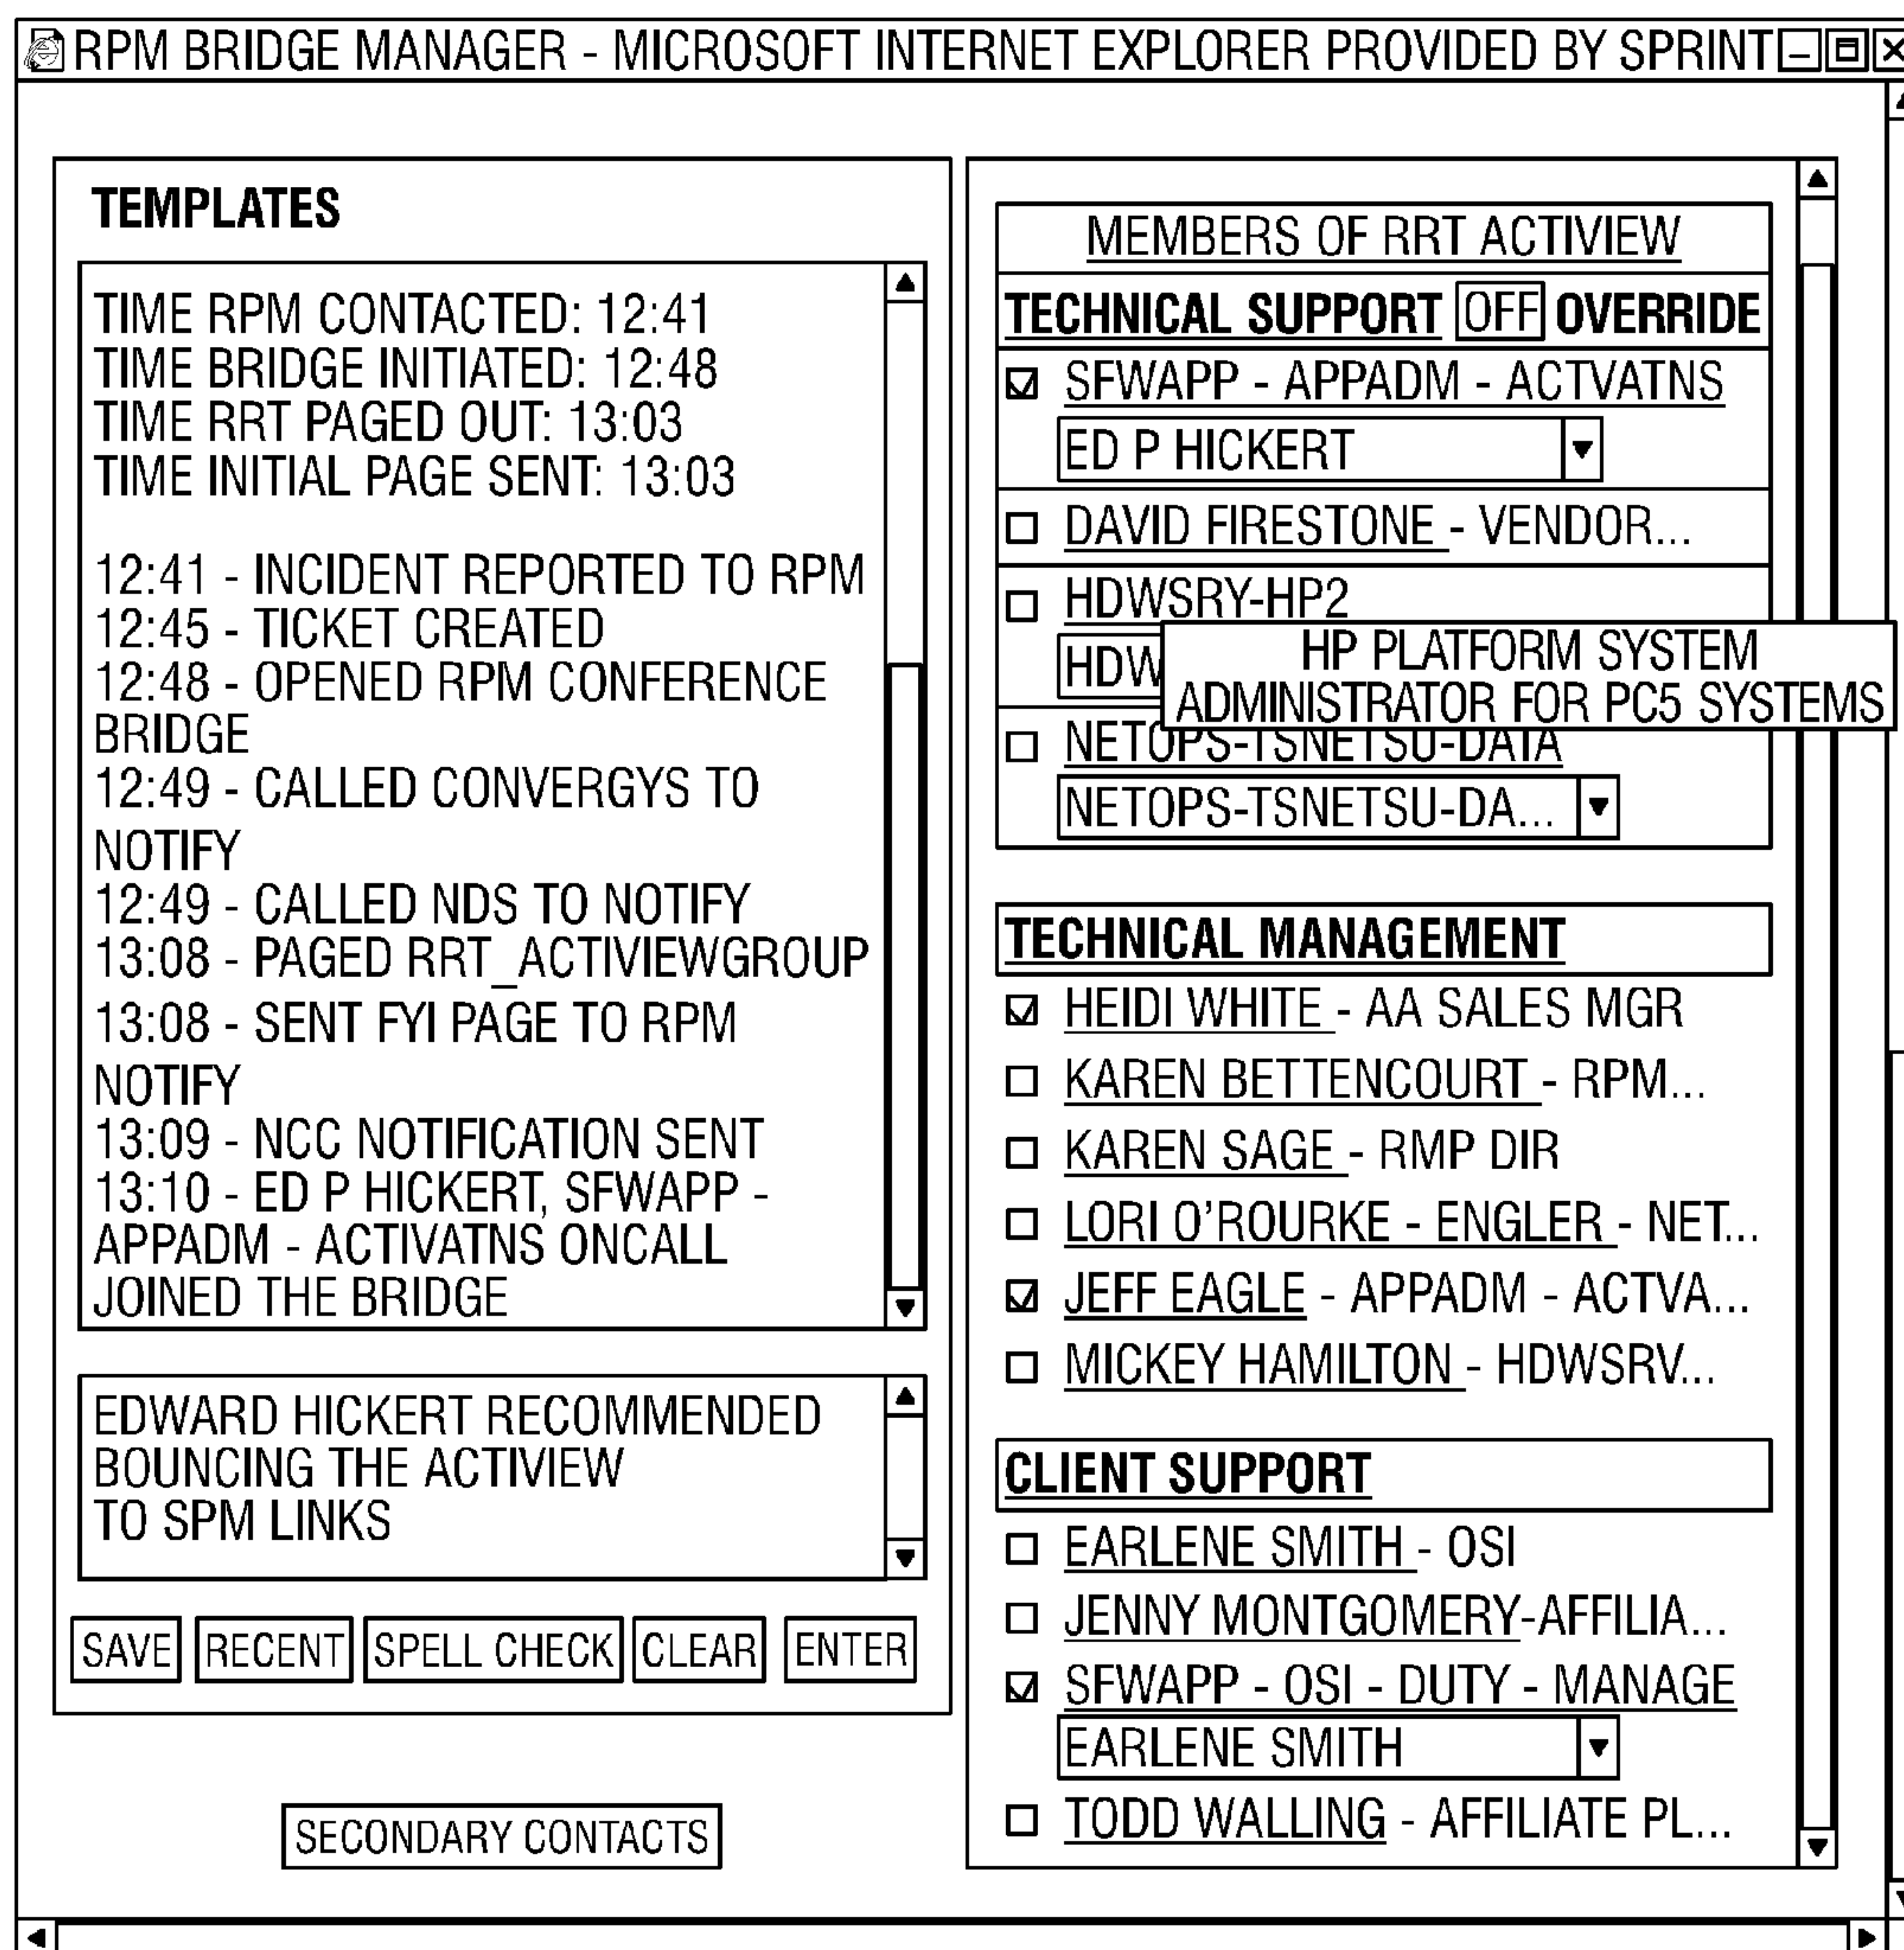 RPM BRIDGE MANAGER - MICROSOFT INTERNET EXPLORER PROVIDED BY SPRINT
TEMPLATES
TIME RPM CONTACTED: 12:41
TIME BRIDGE INITIATED: 12:48
TIME RRT PAGED OUT: 13:03
TIME INITIAL PAGE SENT: 13:03
12:41 - INCIDENT REPORTED TO RPM
12:45 - TICKET CREATED
12:48 - OPENED RPM CONFERENCE
BRIDGE
12:49 - CALLED CONVERGYS TO
NOTIFY
12:49 - CALLED NDS TO NOTIFY
13:08 - PAGED RRT_ACTIVIEWGROUP
13:08 - SENT FYI PAGE TO RPM
NOTIFY
13:09 - NCC NOTIFICATION SENT
13:10 - ED P HICKERT, SFWAPP -
APPADM - ACTIVATNS ONCALL
JOINED THE BRIDGE
EDWARD HICKERT RECOMMENDED
BOUNCING THE ACTIVIEW
TO SPM LINKS
SAVE RECENT SPELL CHECK CLEAR ENTER
SECONDARY CONTACTS
MEMBERS OF RRT ACTIVIEW
TECHNICAL SUPPORT OFF OVERRIDE
SFWAPP - APPADM - ACTVATNS
ED P HICKERT
DAVID FIRESTONE - VENDOR...
HDWSRY-HP2
HDW
HP PLATFORM SYSTEM
ADMINISTRATOR FOR PC5 SYSTEMS
NETOPS-TSNETSU-DATA
NETOPS-TSNETSU-DA...
TECHNICAL MANAGEMENT
HEIDI WHITE - AA SALES MGR
KAREN BETTENCOURT - RPM...
KAREN SAGE - RMP DIR
LORI O'ROURKE - ENGLER - NET...
JEFF EAGLE - APPADM - ACTVA...
MICKEY HAMILTON - HDWSRV...
CLIENT SUPPORT
EARLENE SMITH - OSI
JENNY MONTGOMERY-AFFILIA...
SFWAPP - OSI - DUTY - MANAGE
EARLENE SMITH
TODD WALLING - AFFILIATE PL...